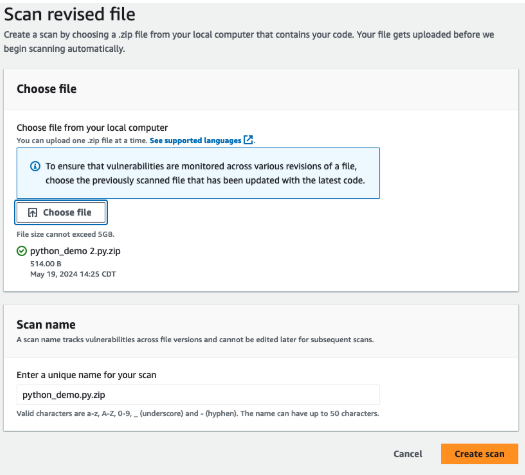 Scan revised file
Create a scan by choosing a .zip file from your local computer that contains your code. Your file gets uploaded before we
begin scanning automatically.
Choose file
Choose file from your local computer
You can upload one .zip file at a time. See supported languages
To ensure that vulnerabilities are monitored across various revisions of a file,
choose the previously scanned file that has been updated with the latest code.
Choose file
File size cannot exceed 5GB.
python_demo 2.py.zip
514.00 B
May 19, 2024 14:25 CDT
Scan name
A scan name tracks vulnerabilities across file versions and cannot be edited later for subsequent scans.
Enter a unique name for your scan
python_demo.py.zip
Valid characters are a-z, A-Z, 0-9, _ (underscore) and - (hyphen). The name can have up to 50 characters.
Cancel
Create scan